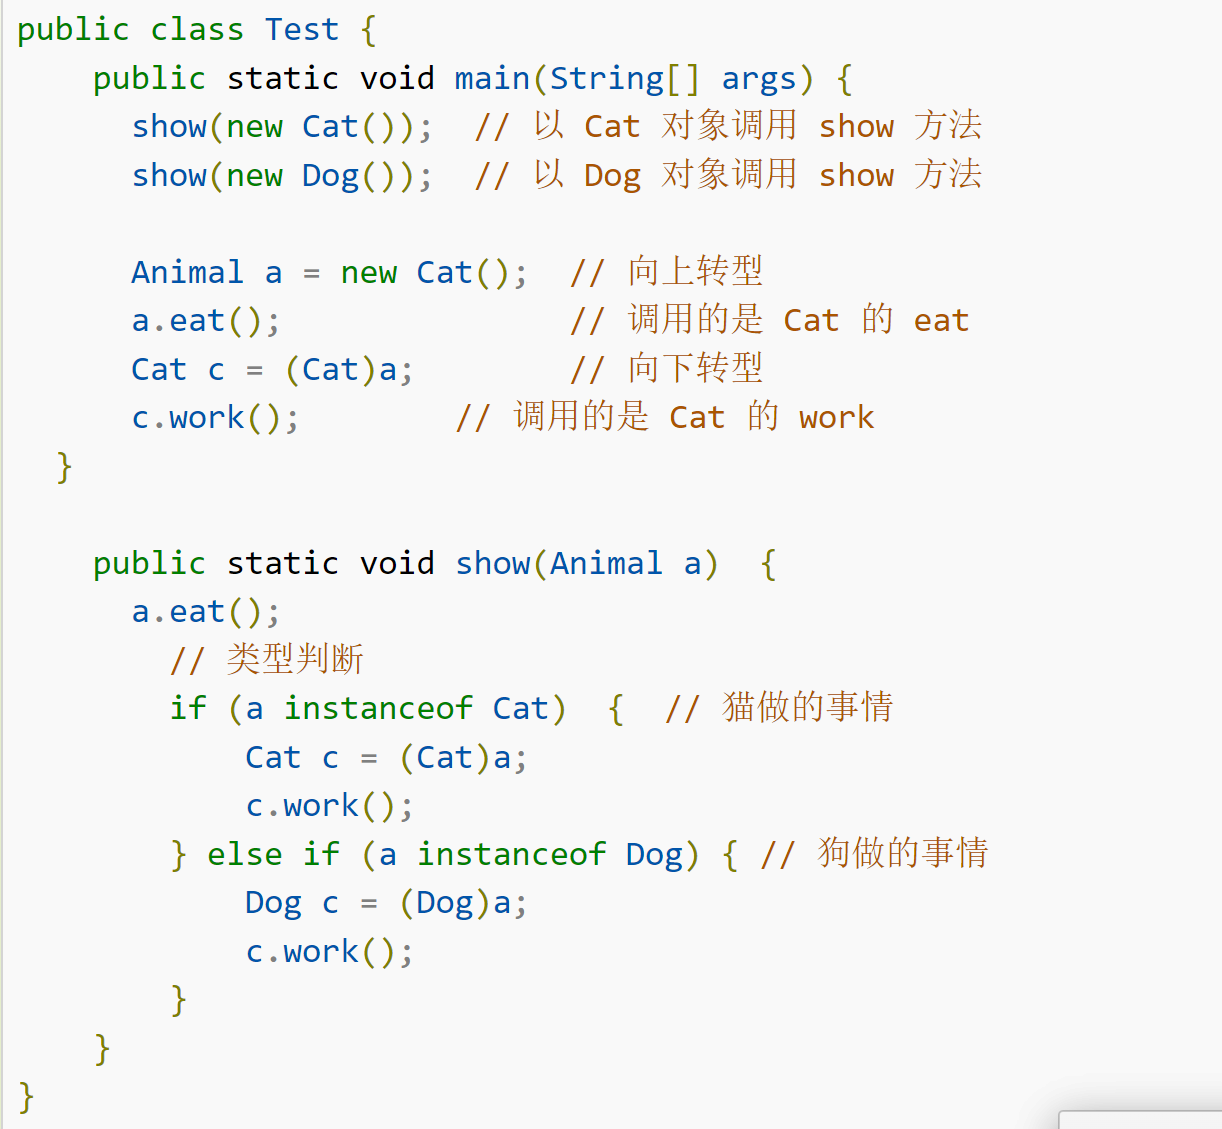 public class Test {
    public static void main(String[] args) {
      show(new Cat());  // 以 Cat 对象调用 show 方法
      show(new Dog());  // 以 Dog 对象调用 show 方法

      Animal a = new Cat();  // 向上转型
      a.eat();               // 调用的是 Cat 的 eat
      Cat c = (Cat)a;        // 向下转型
      c.work();        // 调用的是 Cat 的 work
  }

    public static void show(Animal a)  {
      a.eat();
        // 类型判断
        if (a instanceof Cat)  {  // 猫做的事情
            Cat c = (Cat)a;
            c.work();
        } else if (a instanceof Dog) { // 狗做的事情
            Dog c = (Dog)a;
            c.work();
        }
    }
}